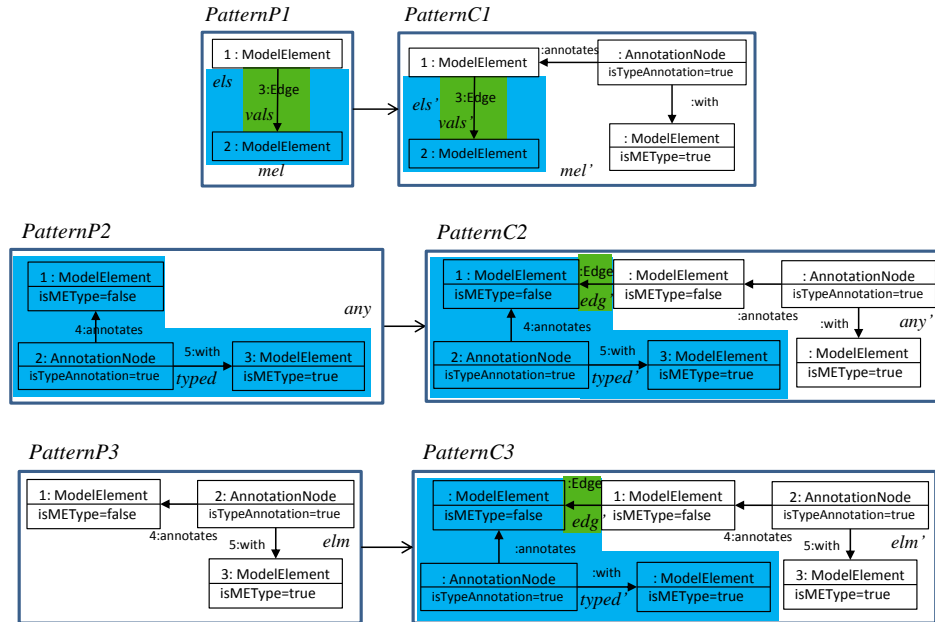 PatternP1
PatternC1
1 : ModelElement
els
3:Edge
vals
2 : ModelElement
mel
1 : ModelElement
:annotates
: AnnotationNode
isTypeAnnotation=true
els’
3:Edge
vals’
:with
2 : ModelElement
: ModelElement
isMEType=true
mel’
PatternP2
PatternC2
1 : ModelElement
isMEType=false
any
4:annotates
2: AnnotationNode
isTypeAnnotation=true
5:with
typed
3: ModelElement
isMEType=true
1 : ModelElement
isMEType=false
:Edge
edg’
: ModelElement
isMEType=false
: AnnotationNode
isTypeAnnotation=true
:annotates
:with
any’
4:annotates
2: AnnotationNode
isTypeAnnotation=true
5:with
typed’
3: ModelElement
isMEType=true
: ModelElement
isMEType=true
PatternP3
PatternC3
1: ModelElement
isMEType=false
2: AnnotationNode
isTypeAnnotation=true
4:annotates
5:with
elm
3: ModelElement
isMEType=true
: ModelElement
isMEType=false
:Edge
edg’
1: ModelElement
isMEType=false
2: AnnotationNode
isTypeAnnotation=true
4:annotates
5:with
elm’
:annotates
: AnnotationNode
isTypeAnnotation=true
:with
typed’
: ModelElement
isMEType=true
3: ModelElement
isMEType=true